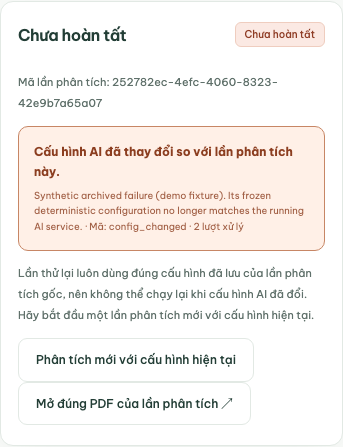 Chưa hoàn tất
Chưa hoàn tất
Mã lần phân tích: 252782ec-4efc-4060-8323-
42e9b7a65a07
Cấu hình AI đã thay đổi so với lần phân tích
này.
Synthetic archived failure (demo fixture). Its frozen
deterministic configuration no longer matches the running
AI service. · Mã: config_changed · 2 lượt xử lý
Lần thử lại luôn dùng đúng cấu hình đã lưu của lần phân
tích gốc, nên không thể chạy lại khi cấu hình AI đã đổi.
Hãy bắt đầu một lần phân tích mới với cấu hình hiện tại.
Phân tích mới với cấu hình hiện tại
Mở đúng PDF của lần phân tích ↗